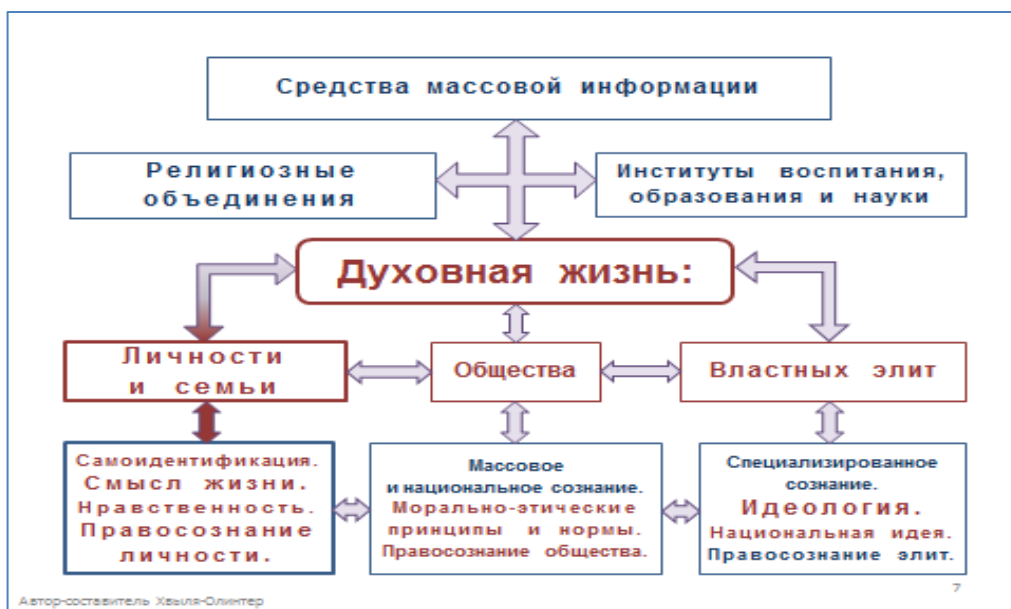 Средства массовой информации
Религиозные
объединения
Институты воспитания,
образования и науки
Духовная жизнь:
Личности
и семьи
Общества
Властных элит
Самоидентификация.
Смысл жизни.
Нравственность.
Правосознание
личности.
Массовое
и национальное сознание.
Морально-этические
принципы и нормы.
Правосознание общества.
Специализированное
сознание.
Идеология.
Национальная идея.
Правосознание элит.
Автор-составитель Хвыля-Олинтер
7